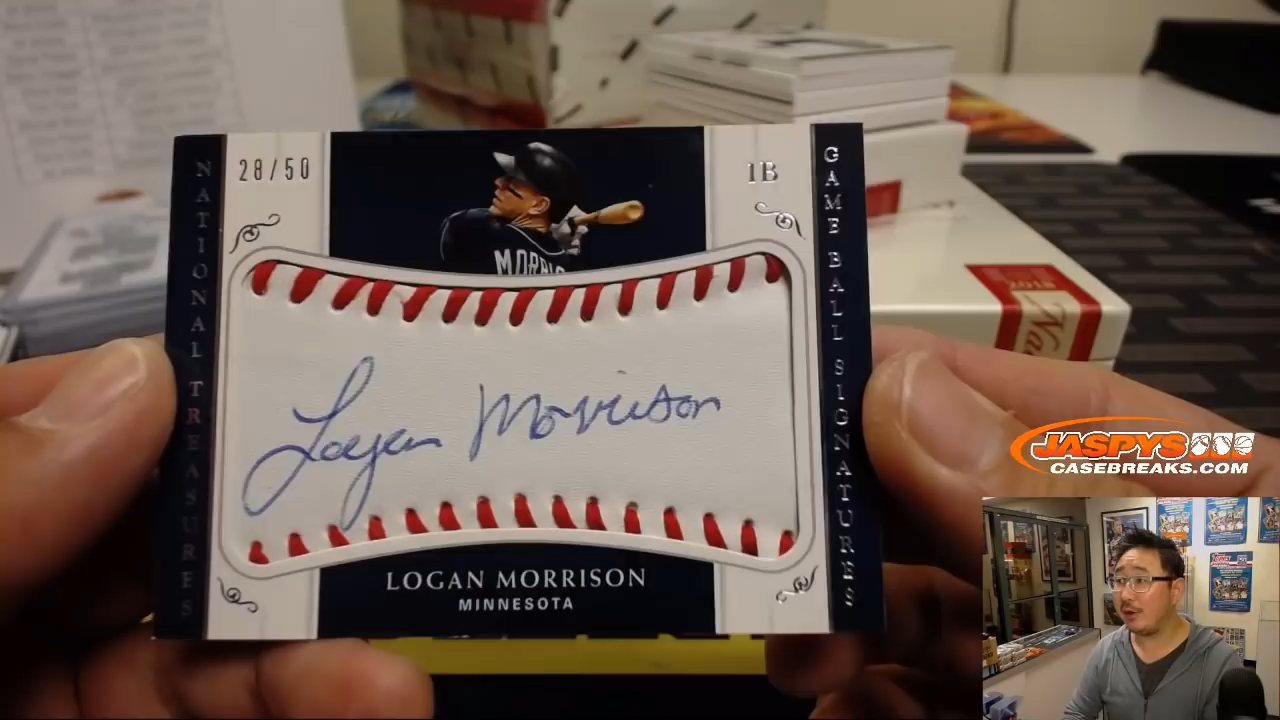 28/50
1B
NATIONAL TREASURES
GAME BALL SIGNATURES
MORRIS
Logan Morrison
LOGAN MORRISON
MINNESOTA
JASPYS
CASEBREAKS.COM